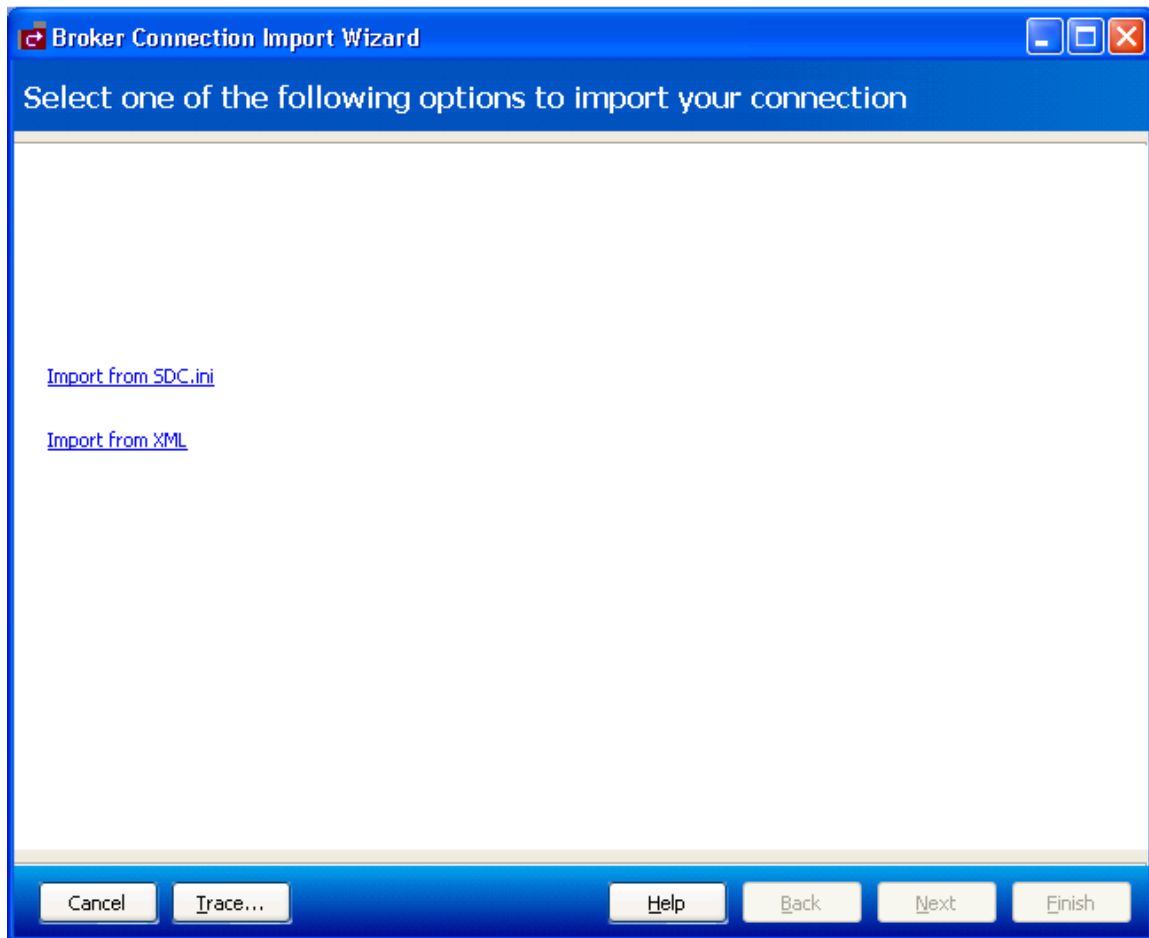 Broker Connection Import Wizard
Select one of the following options to import your connection
Import from SDC.ini
Import from XML
Cancel Trace... Help Back Next Finish